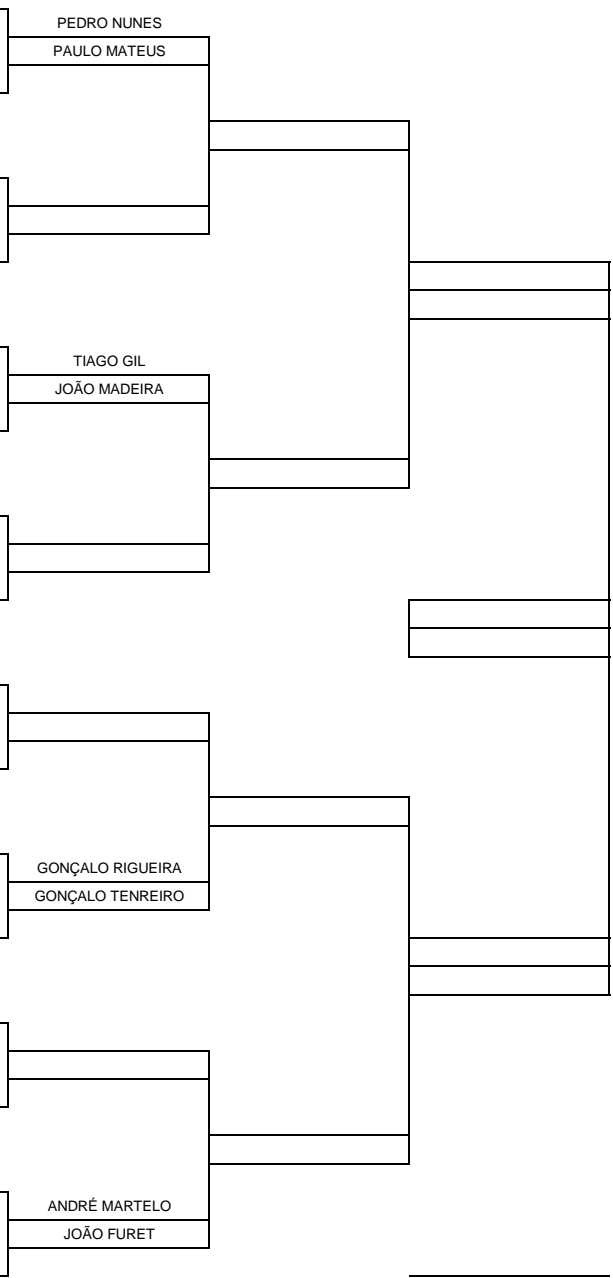 PEDRO NUNES
PAULO MATEUS
TIAGO GIL
JOÃO MADEIRA
GONÇALO RIGUEIRA
GONÇALO TENREIRO
ANDRÉ MARTELO
JOÃO FURET